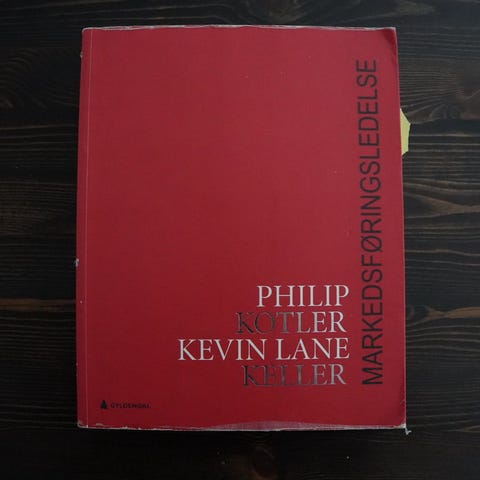 MARKEDSFØRINGSLEDELSE
PHILIP
KOTLER
KEVIN LANE
KELLER
GYLDENDAL